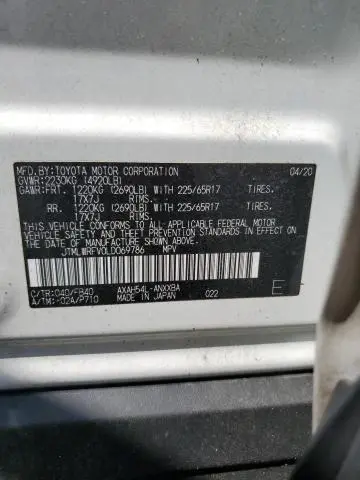 MFD.BY:TOYOTA MOTOR CORPORATION 04/20
GVWR:2230KG (4920LB)
GAWR:FRT. 1220KG (2690LB) WITH 225/65R17 TIRES.
17X7J RIMS.
RR. 1220KG (2690LB) WITH 225/65R17 TIRES.
17X7J RIMS.
THIS VEHICLE CONFORMS TO ALL APPLICABLE FEDERAL MOTOR
VEHICLE SAFETY AND THEFT PREVENTION STANDARDS IN EFFECT
ON THE DATE OF MANUFACTURE SHOWN ABOVE.
JTMLWRFV0LD069786 MPV
C/TR:040/FB40 AXAH54L-ANXXBA
A/TM:-02A/P710 MADE IN JAPAN 022 E